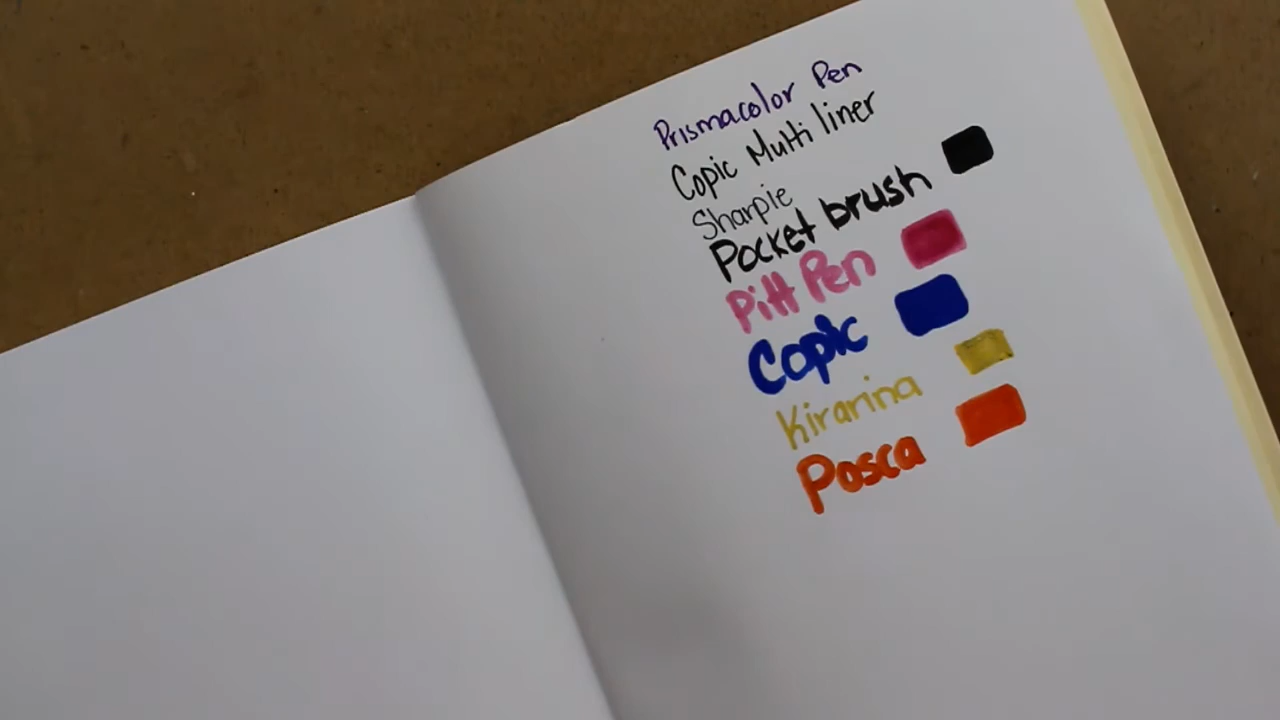 Prismacolor Pen
Copic Multi liner
Sharpie
Pocket brush
Pitt Pen
Copic
Kirarina
Posca